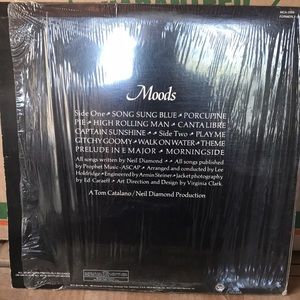 Moods
Side One • SONG SUNG BLUE • PORCUPINE
PIE • HIGH ROLLING MAN • CANTA LIBRE
CAPTAIN SUNSHINE • • Side Two • PLAY ME
GITCHY GOOMY • WALK ON WATER • THEME
PRELUDE IN E MAJOR • MORNINGSIDE
All songs written by Neil Diamond • • All songs published
by Prophet Music-ASCAP • Arranged and conducted by Lee
Holdridge • Engineered by Armin Steiner • Jacket photography
by Ed Caraeff • Art Direction and Design by Virginia Clark.
A Tom Catalano/Neil Diamond Production